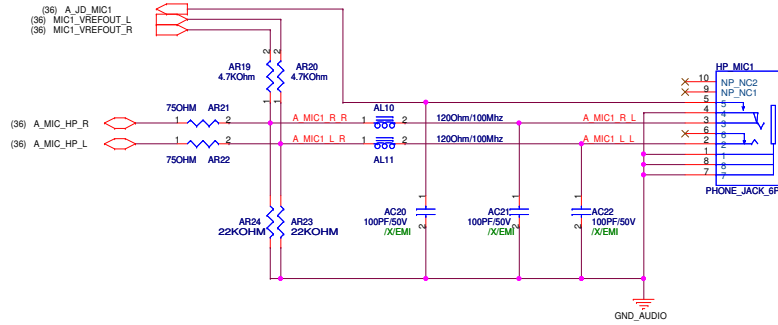 (36) A_JD_MIC1
(36) MIC1_VREFOUT_L
(36) MIC1_VREFOUT_R
2 2
AR19 AR20
4.7KOhm 4.7KOhm
1 1
HP_MIC1
10 NP_NC2
9 NP_NC1
5 5
4 4
3 3
6 6
2 2
1 1
8 8
7 7
PHONE_JACK_6P
75OHM AR21
(36) A_MIC_HP_R 1 2
A_MIC1_R_R
AL10
1 2
120Ohm/100Mhz
A_MIC1_R_L
(36) A_MIC_HP_L 1 2
A_MIC1_L_R
1 2
120Ohm/100Mhz
A_MIC1_L_L
75OHM AR22
AL11
1 1
AR24 AR23
22KOHM 22KOHM
2 2
1
AC20
100PF/50V
/X/EMI
2
1
AC21
100PF/50V
/X/EMI
2
1
AC22
100PF/50V
/X/EMI
2
GND_AUDIO